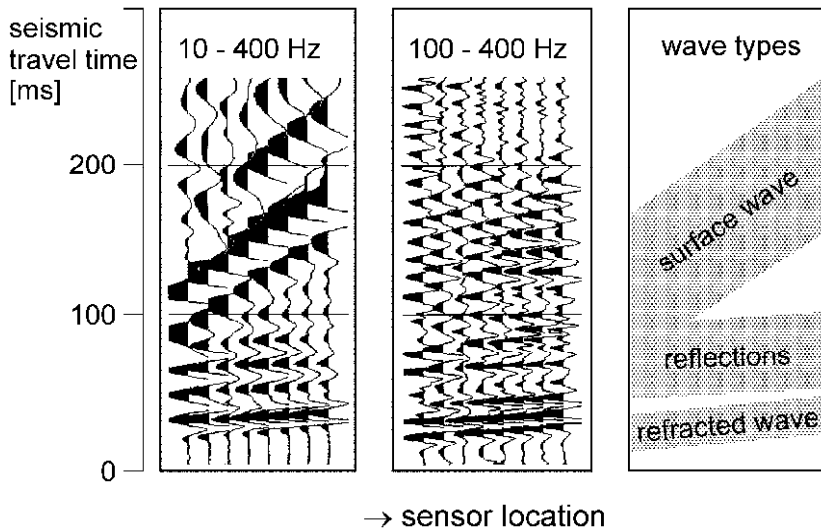 seismic
travel time
[ms]
10 - 400 Hz
100 - 400 Hz
wave types
200
100
0
surface wave
reflections
refracted wave
→ sensor location